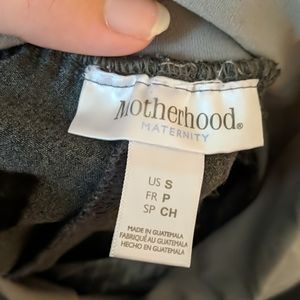 Motherhood®
MATERNITY
US S
FR P
SP CH
MADE IN GUATEMALA
FABRIQUÉ AU GUATEMALA
HECHO EN GUATEMALA